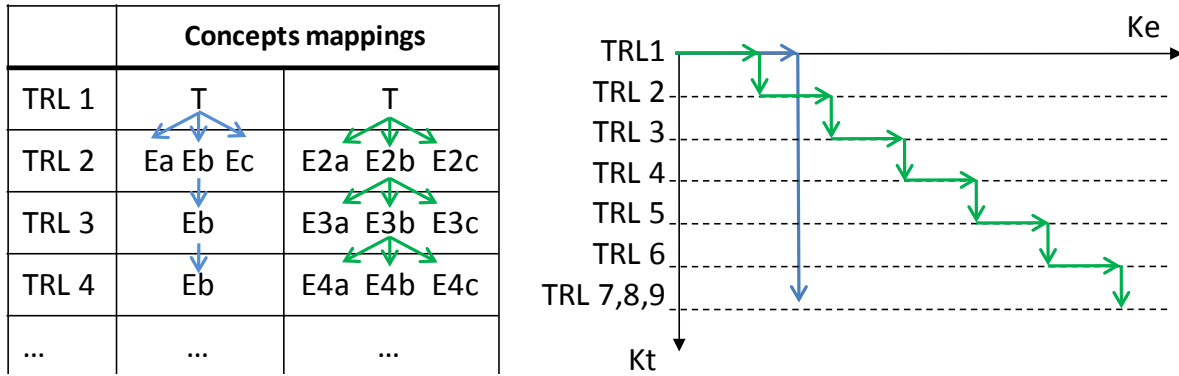 Concepts mappings
TRL 1 T T
TRL 2 Ea Eb Ec E2a E2b E2c
TRL 3 Eb E3a E3b E3c
TRL 4 Eb E4a E4b E4c
... ... ...
Ke
TRL1
TRL 2
TRL 3
TRL 4
TRL 5
TRL 6
TRL 7,8,9
Kt